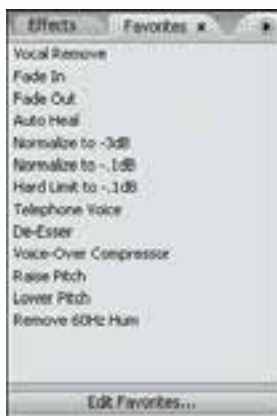 Effects Favorites x
Vocal Remove
Fade In
Fade Out
Auto Heal
Normalize to -3dB
Normalize to -.1dB
Hard Limit to -.1dB
Telephone Voice
De-Esser
Voice-Over Compressor
Raise Pitch
Lower Pitch
Remove 60Hz Hum
Edit Favorites...